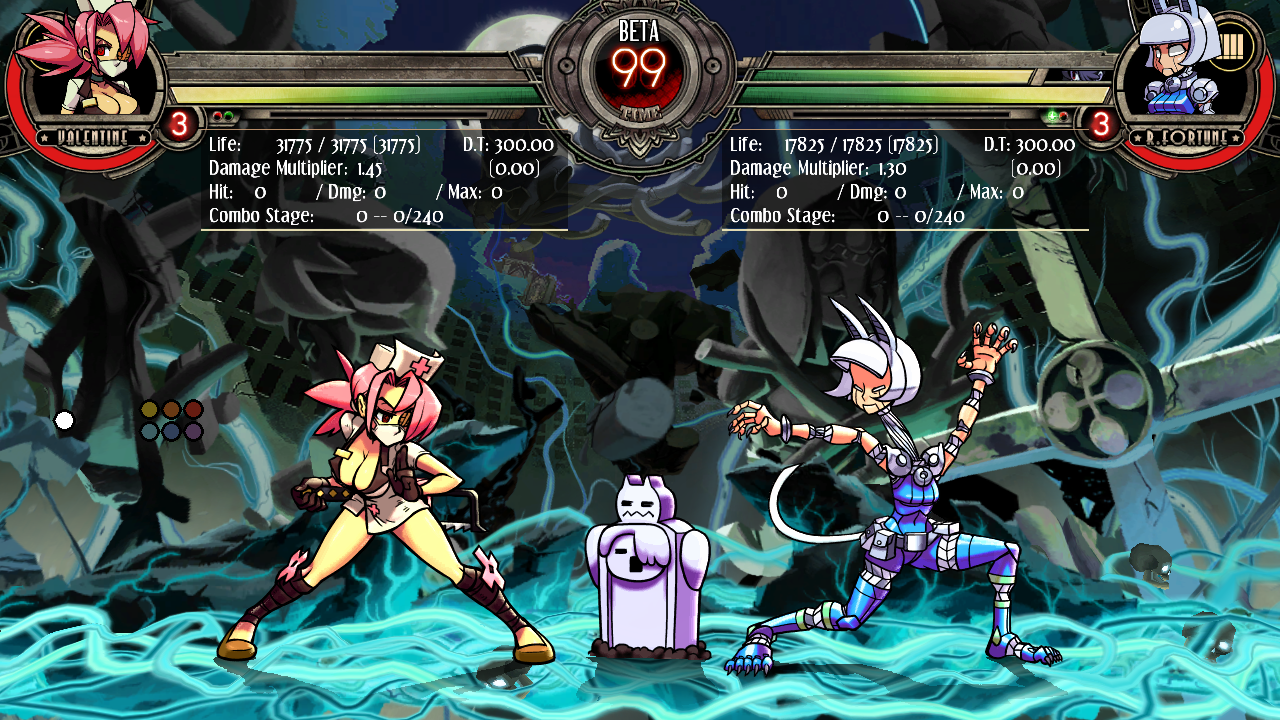 BETA
99
TIME
VALENTINE
3
3
R.FORTUNE
Life: 31775 / 31775 (31775) D.T: 300.00
Damage Multiplier: 1.45 (0.00)
Hit: 0 / Dmg: 0 / Max: 0
Combo Stage: 0 -- 0/240
Life: 17825 / 17825 (17825) D.T: 300.00
Damage Multiplier: 1.30 (0.00)
Hit: 0 / Dmg: 0 / Max: 0
Combo Stage: 0 -- 0/240